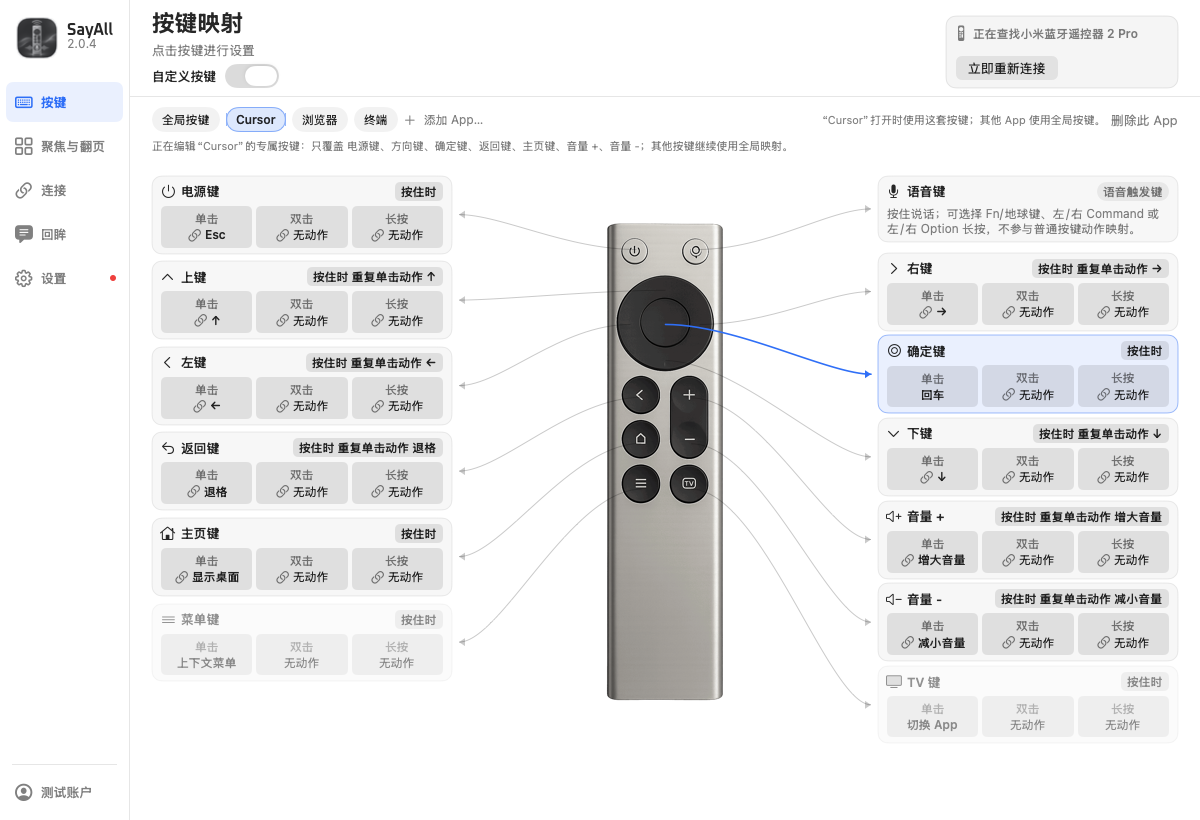 SayAll
2.0.4
按键
聚焦与翻页
连接
回眸
设置
测试账户
按键映射
点击按键进行设置
自定义按键
正在查找小米蓝牙遥控器 2 Pro
立即重新连接
全局按键
Cursor
浏览器
终端
+ 添加 App...
“Cursor” 打开时使用这套按键；其他 App 使用全局按键。
删除此 App
正在编辑 “Cursor” 的专属按键：只覆盖 电源键、方向键、确定键、返回键、主页键、音量 +、音量 -；其他按键继续使用全局映射。
电源键
按住时
单击
Esc
双击
无动作
长按
无动作
上键
按住时 重复单击动作 ↑
单击
↑
双击
无动作
长按
无动作
左键
按住时 重复单击动作 ←
单击
←
双击
无动作
长按
无动作
返回键
按住时 重复单击动作 退格
单击
退格
双击
无动作
长按
无动作
主页键
按住时
单击
显示桌面
双击
无动作
长按
无动作
菜单键
按住时
单击
上下文菜单
双击
无动作
长按
无动作
TV
语音键
语音触发键
按住说话；可选择 Fn/地球键、左/右 Command 或
左/右 Option 长按，不参与普通按键动作映射。
右键
按住时 重复单击动作 →
单击
→
双击
无动作
长按
无动作
确定键
按住时
单击
回车
双击
无动作
长按
无动作
下键
按住时 重复单击动作 ↓
单击
↓
双击
无动作
长按
无动作
音量 +
按住时 重复单击动作 增大音量
单击
增大音量
双击
无动作
长按
无动作
音量 -
按住时 重复单击动作 减小音量
单击
减小音量
双击
无动作
长按
无动作
TV 键
按住时
单击
切换 App
双击
无动作
长按
无动作